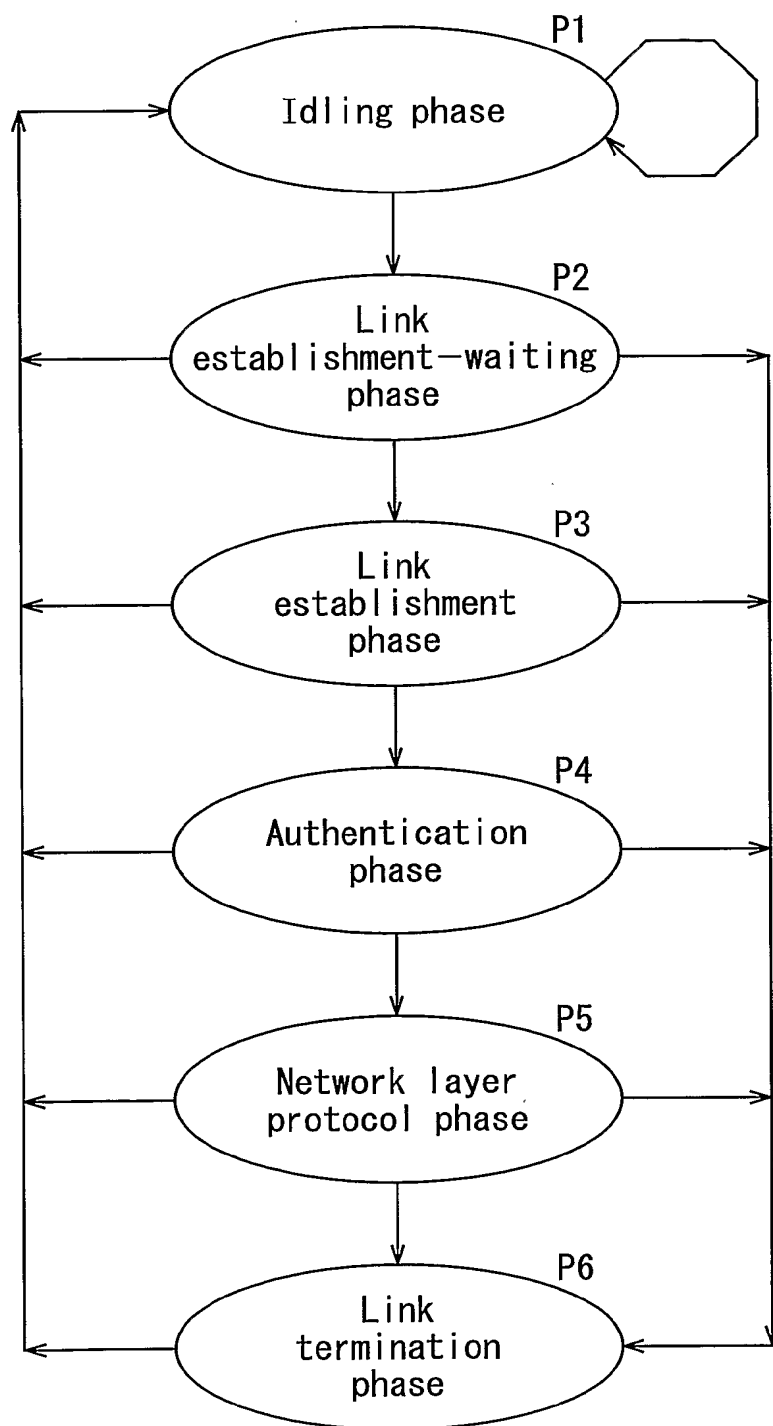 P1
Idling phase
P2
Link
establishment-waiting
phase
P3
Link
establishment
phase
P4
Authentication
phase
P5
Network layer
protocol phase
P6
Link
termination
phase